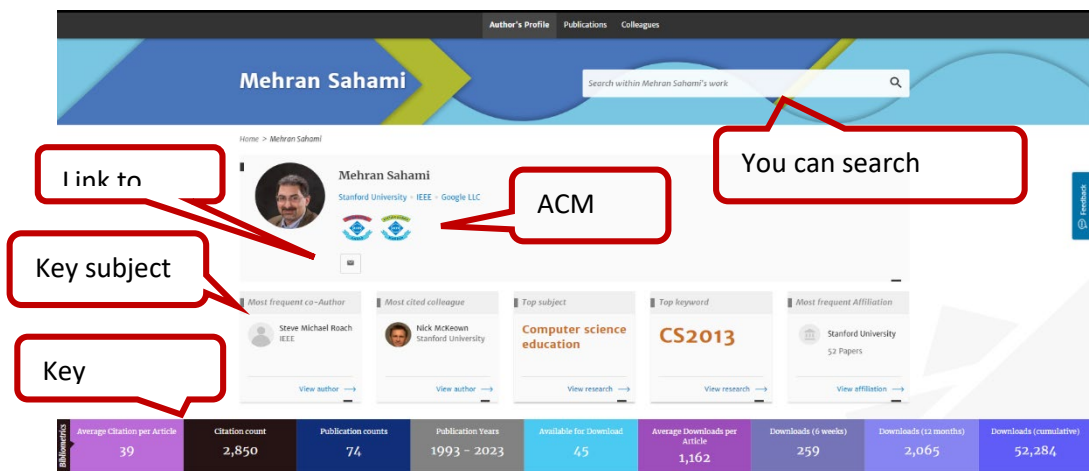 Author's Profile Publications Colleagues
Mehran Sahami
Search within Mehran Sahami's work
Home > Mehran Sahami
You can search
Link to
Mehran Sahami
Stanford University · IEEE · Google LLC
ACM
Feedback
Key subject
Most frequent co-Author
Steve Michael Roach
IEEE
View author →
Most cited colleague
Nick McKeown
Stanford University
View author →
Top subject
Computer science
education
View research →
Top keyword
CS2013
View research →
Most frequent Affiliation
Stanford University
52 Papers
View affiliation →
Key
Bibliometrics
Average Citation per Article
39
Citation count
2,850
Publication counts
74
Publication Years
1993 - 2023
Available for Download
45
Average Downloads per
Article
1,162
Downloads (6 weeks)
259
Downloads (12 months)
2,065
Downloads (cumulative)
52,284